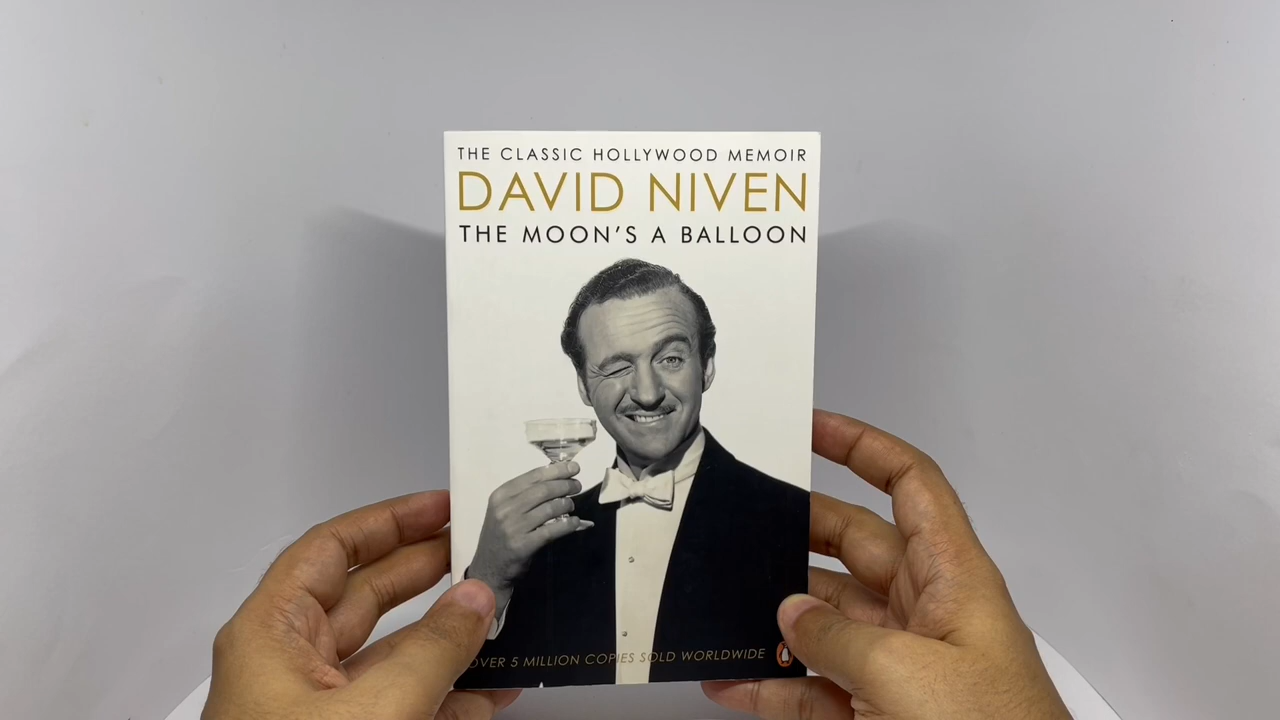 THE CLASSIC HOLLYWOOD MEMOIR
DAVID NIVEN
THE MOON'S A BALLOON
OVER 5 MILLION COPIES SOLD WORLDWIDE